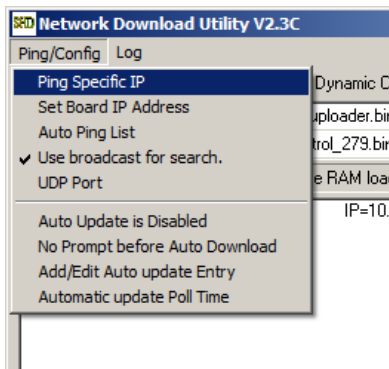 SHD Network Download Utility V2.3C
Ping/Config Log
Ping Specific IP
Dynamic C
Set Board IP Address
uploader.bin
Auto Ping List
trol_279.bin
Use broadcast for search.
e RAM loa
UDP Port
IP=10.
Auto Update is Disabled
No Prompt before Auto Download
Add/Edit Auto update Entry
Automatic update Poll Time